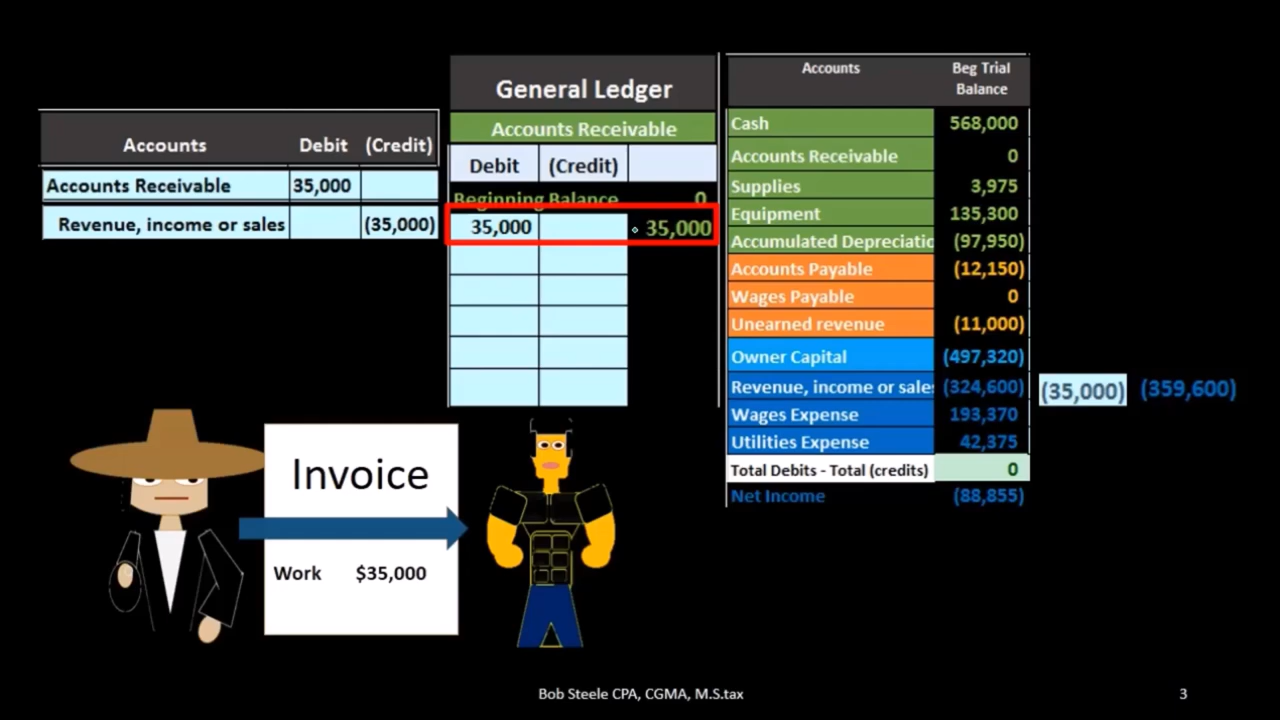 Accounts Debit (Credit)
Accounts Receivable 35,000
Revenue, income or sales (35,000)
General Ledger
Accounts Receivable
Debit (Credit)
Beginning Balance 0
35,000 35,000
Accounts Beg Trial
Balance
Cash 568,000
Accounts Receivable 0
Supplies 3,975
Equipment 135,300
Accumulated Depreciatio (97,950)
Accounts Payable (12,150)
Wages Payable 0
Unearned revenue (11,000)
Owner Capital (497,320)
Revenue, income or sales (324,600) (35,000) (359,600)
Wages Expense 193,370
Utilities Expense 42,375
Total Debits - Total (credits) 0
Net Income (88,855)
Invoice
Work $35,000
Bob Steele CPA, CGMA, M.S.tax
3